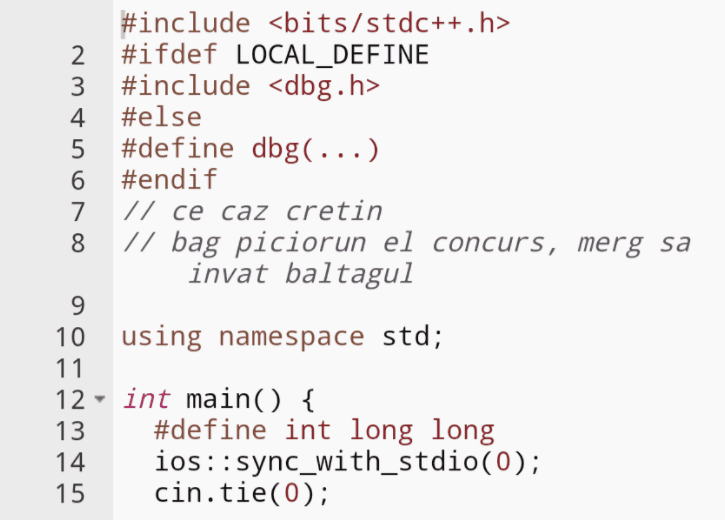 #include <bits/stdc++.h>
2 #ifdef LOCAL_DEFINE
3 #include <dbg.h>
4 #else
5 #define dbg(...)
6 #endif
7 // ce caz cretin
8 // bag piciorun el concurs, merg sa
invat baltagul
9
10 using namespace std;
11
12 int main() {
13 #define int long long
14 ios::sync_with_stdio(0);
15 cin.tie(0);